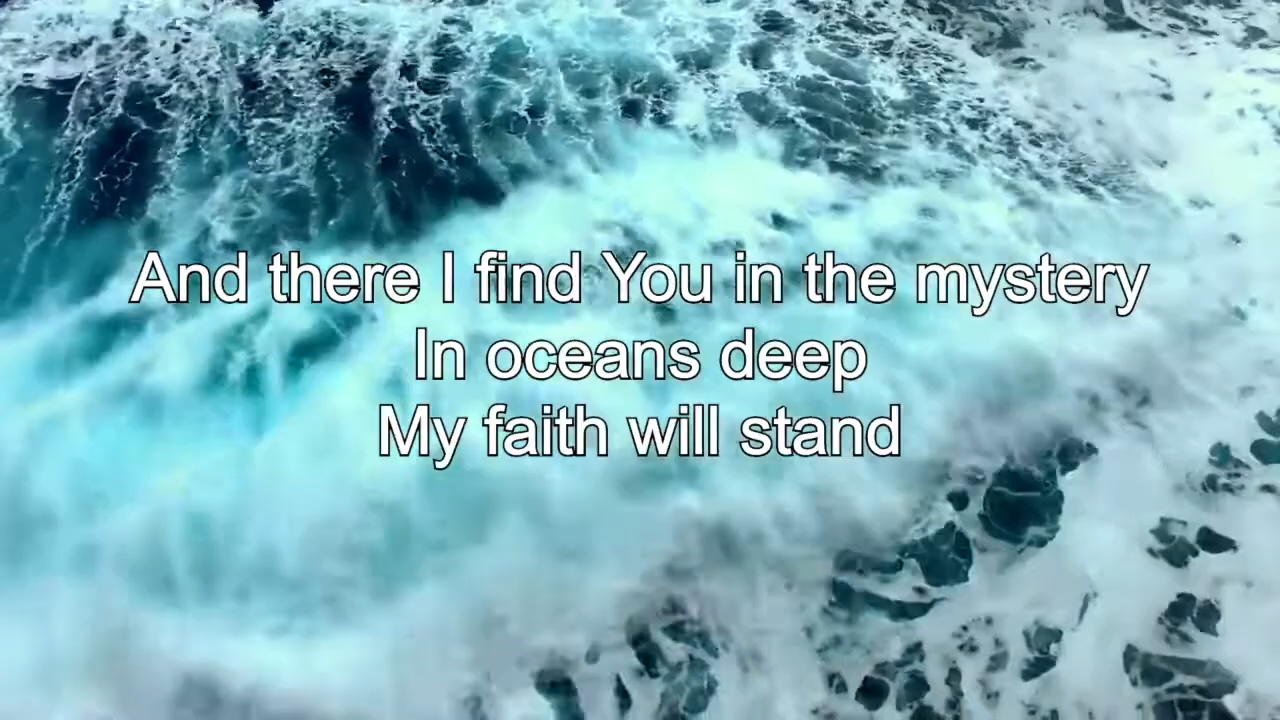 And there I find You in the mystery
In oceans deep
My faith will stand